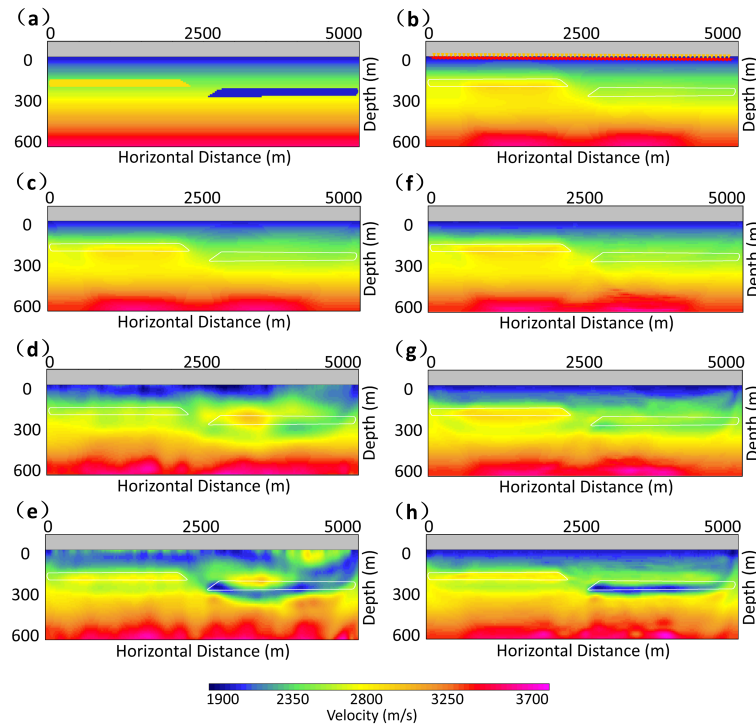 (a)
0 2500 5000
0
300
600
Depth (m)
Horizontal Distance (m)
(b)
0 2500 5000
0
300
600
Depth (m)
Horizontal Distance (m)
(c)
0 2500 5000
0
300
600
Depth (m)
Horizontal Distance (m)
(f)
0 2500 5000
0
300
600
Depth (m)
Horizontal Distance (m)
(d)
0 2500 5000
0
300
600
Depth (m)
Horizontal Distance (m)
(g)
0 2500 5000
0
300
600
Depth (m)
Horizontal Distance (m)
(e)
0 2500 5000
0
300
600
Depth (m)
Horizontal Distance (m)
(h)
0 2500 5000
0
300
600
Depth (m)
Horizontal Distance (m)
1900 2350 2800 3250 3700
Velocity (m/s)